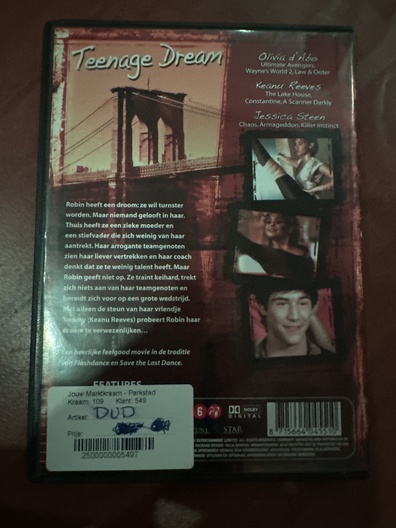 Teenage Dream
Olivia d'Abo
Ultimate Avengers,
Wayne's World 2, Law & Order
Keanu Reeves
The Lake House,
Constantine, A Scanner Darkly
Jessica Steen
Chaos, Armageddon, Killer Instinct
Robin heeft een droom: ze wil turnster
worden. Maar niemand gelooft in haar.
Thuis heeft ze een zieke moeder en
een stiefvader die zich weinig van haar
aantrekt. Haar arrogante teamgenoten
zien haar liever vertrekken en haar coach
denkt dat ze te weinig talent heeft. Maar
Robin geeft niet op. Ze traint keihard, trekt
zich niets aan van haar teamgenoten en
bereidt zich voor op een grote wedstrijd.
Met alleen de steun van haar vriendje
(Keanu Reeves) probeert Robin haar
droom te verwezenlijken...
Een heerlijke feelgood movie in de traditie
van Flashdance en Save the Last Dance.
FEATURES
Jouw Marktkraam - Parkstad
Kraam: 109 Klant: 549
Artikel: DVD
Prijs:
2500000005497
6
DOLBY
DIGITAL
STAR
8 715664 045510